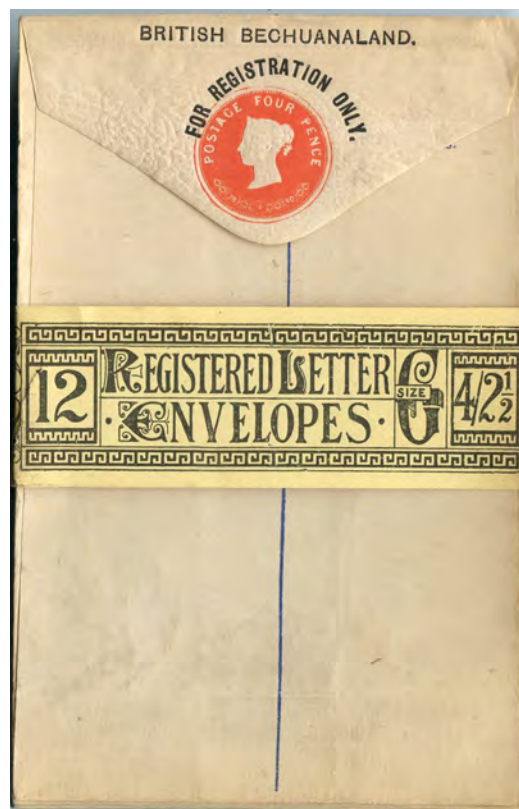 BRITISH BECHUANALAND.
FOR REGISTRATION ONLY.
POSTAGE FOUR PENCE
12
REGISTERED LETTER
· ENVELOPES ·
SIZE
G
4/2½